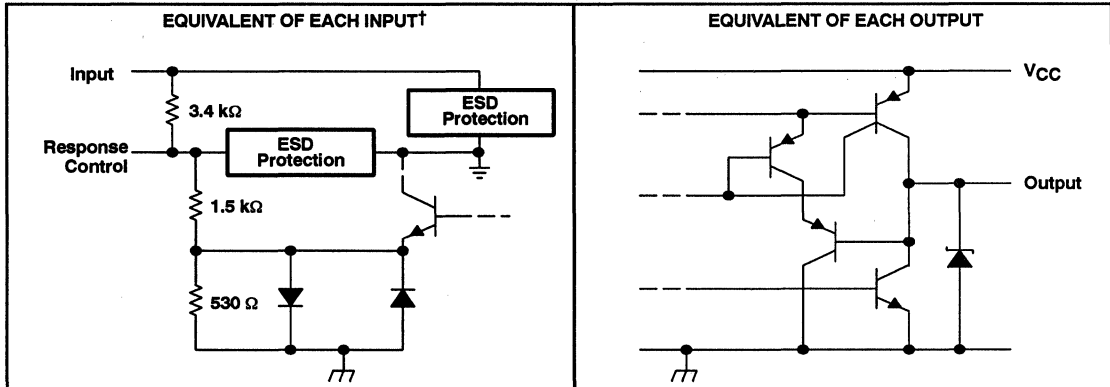 EQUIVALENT OF EACH INPUT†
Input
3.4 kΩ
ESD
Protection
Response
Control
ESD
Protection
1.5 kΩ
530 Ω
EQUIVALENT OF EACH OUTPUT
VCC
Output